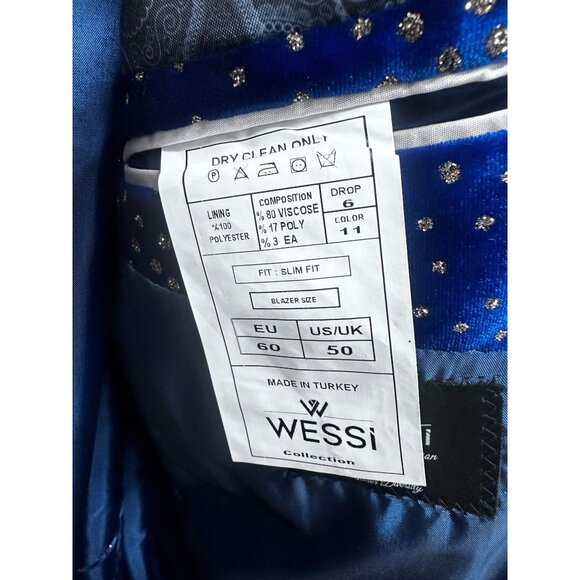 DRY CLEAN ONLY
P
LINING
%100
POLYESTER
COMPOSITION
% 80 VISCOSE
% 17 POLY
% 3 EA
DROP
6
COLOR
11
FIT : SLIM FIT
BLAZER SIZE
EU US/UK
60 50
MADE IN TURKEY
WESSi
Collection